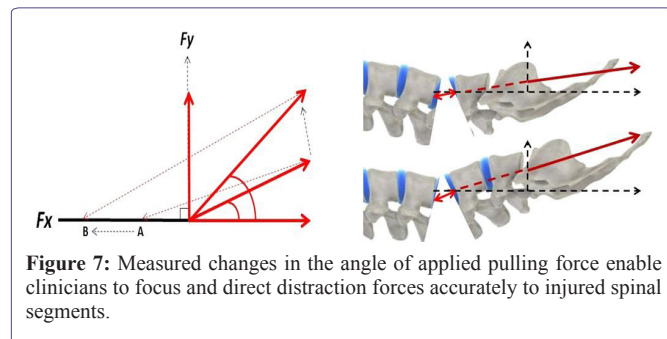 Fy
Fx
B
A
Figure 7: Measured changes in the angle of applied pulling force enable
clinicians to focus and direct distraction forces accurately to injured spinal
segments.